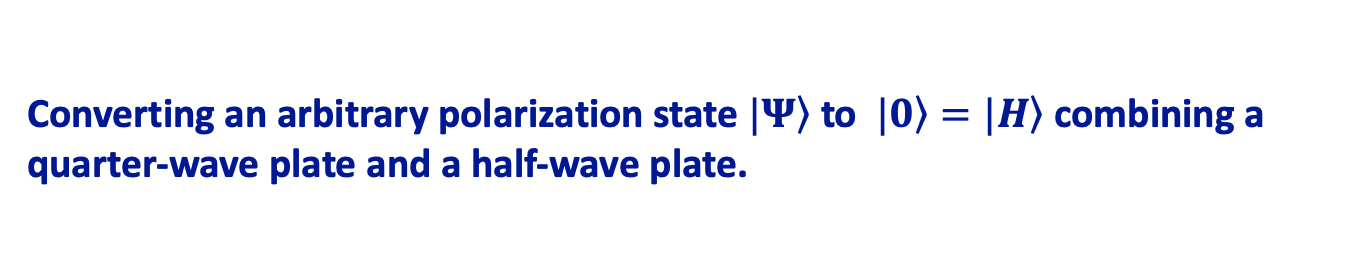 Converting an arbitrary polarization state |Ψ⟩ to |0⟩ = |H⟩ combining a
quarter-wave plate and a half-wave plate.